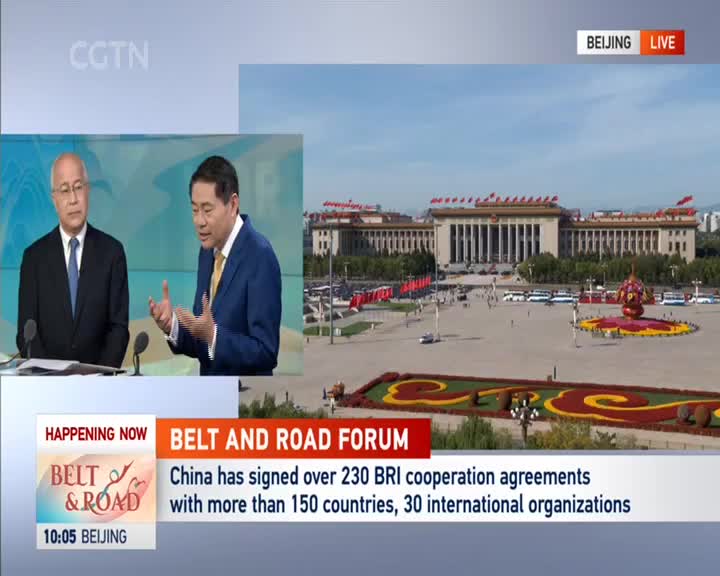 CGTN
BEIJING LIVE
HAPPENING NOW
BELT AND ROAD FORUM
BELT
& ROAD
China has signed over 230 BRI cooperation agreements
with more than 150 countries, 30 international organizations
10:05 BEIJING